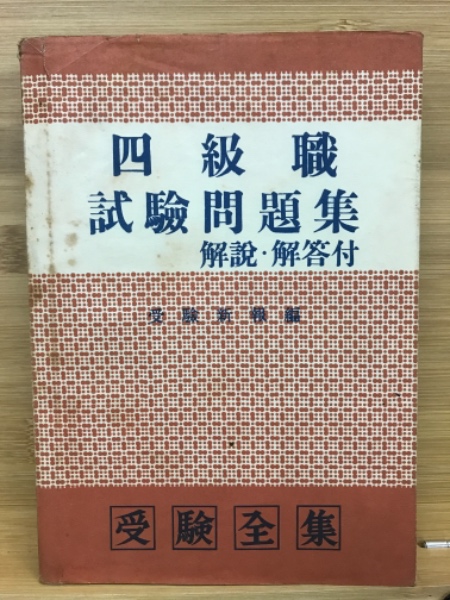 四級職
試驗問題集
解說・解答付
受驗新報編
受驗全集